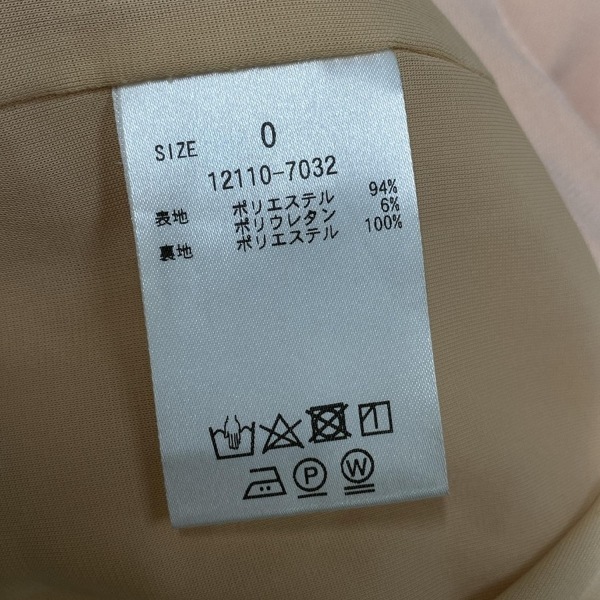 SIZE 0
12110-7032
表地 ポリエステル 94%
ポリウレタン 6%
裏地 ポリエステル 100%
P W